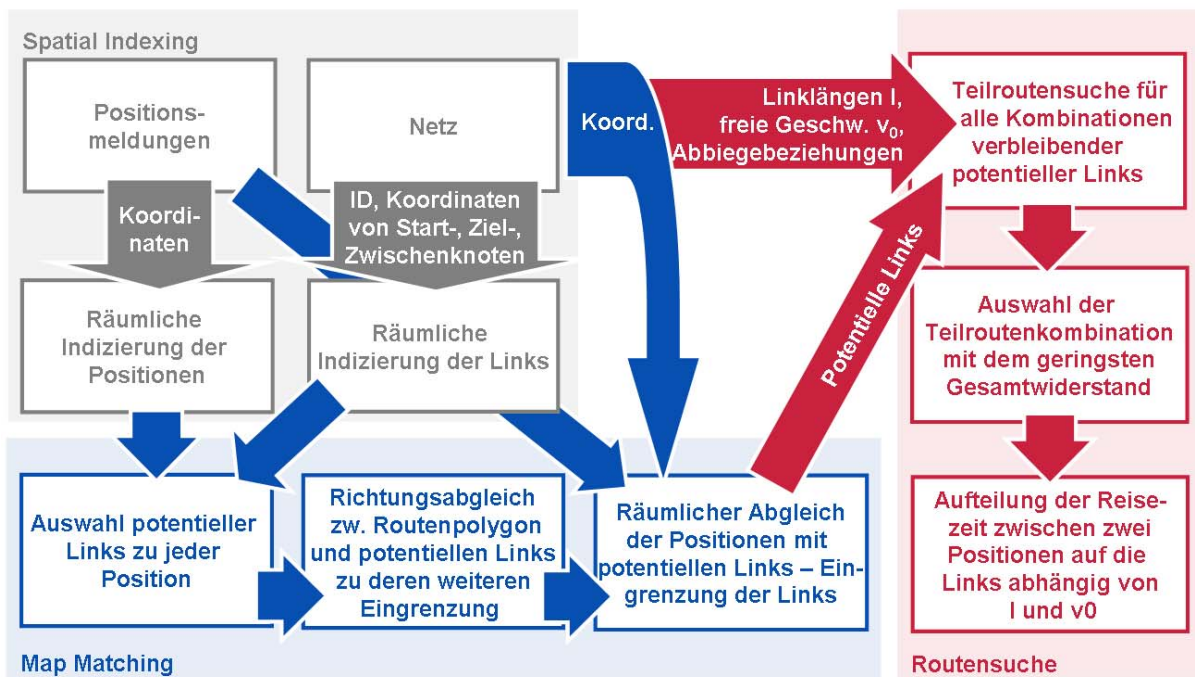 Spatial Indexing
Positions-
meldungen
Netz
Koord.
Linklängen l,
freie Geschw. v0,
Abbiegebeziehungen
Teilroutensuche für
alle Kombinationen
verbleibender
potentieller Links
Koordi-
naten
ID, Koordinaten
von Start-, Ziel-,
Zwischenknoten
Räumliche
Indizierung der
Positionen
Räumliche
Indizierung der Links
Potentielle Links
Auswahl der
Teilroutenkombination
mit dem geringsten
Gesamtwiderstand
Auswahl potentieller
Links zu jeder
Position
Richtungsabgleich
zw. Routenpolygon
und potentiellen Links
zu deren weiteren
Eingrenzung
Räumlicher Abgleich
der Positionen mit
potentiellen Links – Ein-
grenzung der Links
Aufteilung der Reise-
zeit zwischen zwei
Positionen auf die
Links abhängig von
l und v0
Map Matching
Routensuche